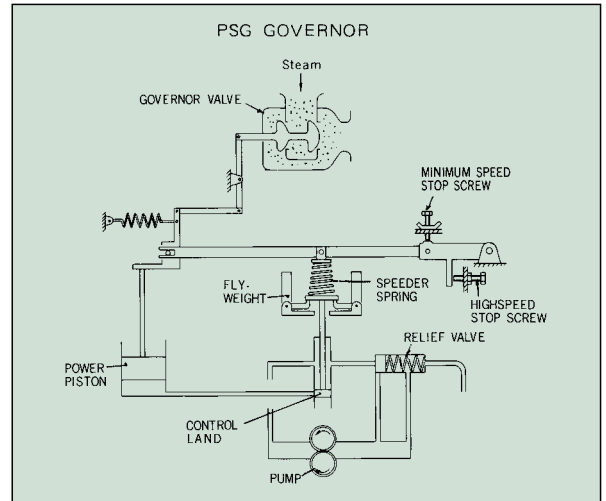 PSG GOVERNOR
Steam
GOVERNOR VALVE
MINIMUM SPEED
STOP SCREW
FLY-
WEIGHT
SPEEDER
SPRING
HIGHSPEED
STOP SCREW
RELIEF VALVE
POWER
PISTON
CONTROL
LAND
PUMP